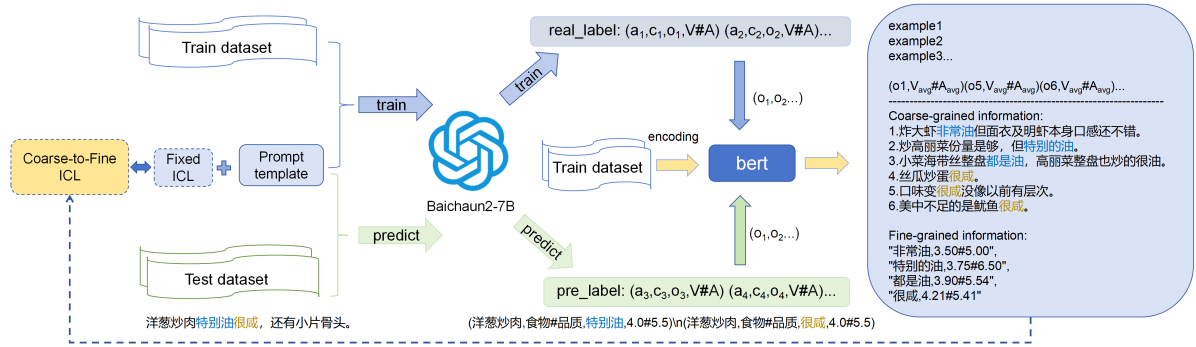 Train dataset
Coarse-to-Fine
ICL
Fixed
ICL
Prompt
template
Test dataset
洋葱炒肉特别油很咸，还有小片骨头。
train
predict
Baichaun2-7B
train
predict
real_label: (a1,c1,o1,V#A) (a2,c2,o2,V#A)...
(o1,o2...)
Train dataset
encoding
bert
(o1,o2...)
pre_label: (a3,c3,o3,V#A) (a4,c4,o4,V#A)...
(洋葱炒肉,食物#品质,特别油,4.0#5.5)\n(洋葱炒肉,食物#品质,很咸,4.0#5.5)
example1
example2
example3...
(o1,Vavg#Aavg)(o5,Vavg#Aavg)(o6,Vavg#Aavg)...
Coarse-grained information:
1.炸大虾非常油但面衣及明虾本身口感还不错。
2.炒高丽菜份量是够，但特别的油。
3.小菜海带丝整盘都是油，高丽菜整盘也炒的很油。
4.丝瓜炒蛋很咸。
5.口味变很咸没像以前有层次。
6.美中不足的是鱿鱼很咸。
Fine-grained information:
"非常油,3.50#5.00",
"特别的油,3.75#6.50",
"都是油,3.90#5.54",
"很咸,4.21#5.41"